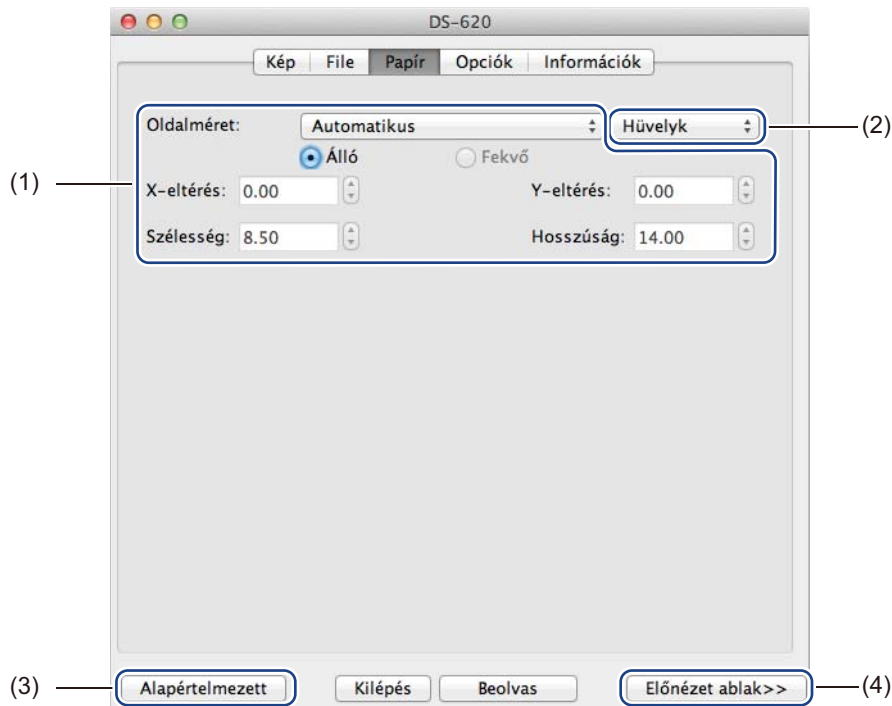 DS-620
Kép File Papír Opciók Információk
Oldalméret: Automatikus Hüvelyk (2)
Álló Fekvő
(1) X-eltérés: 0.00 Y-eltérés: 0.00
Szélesség: 8.50 Hosszúság: 14.00
(3) Alapértelmezett Kilépés Beolvas Előnézet ablak>> (4)